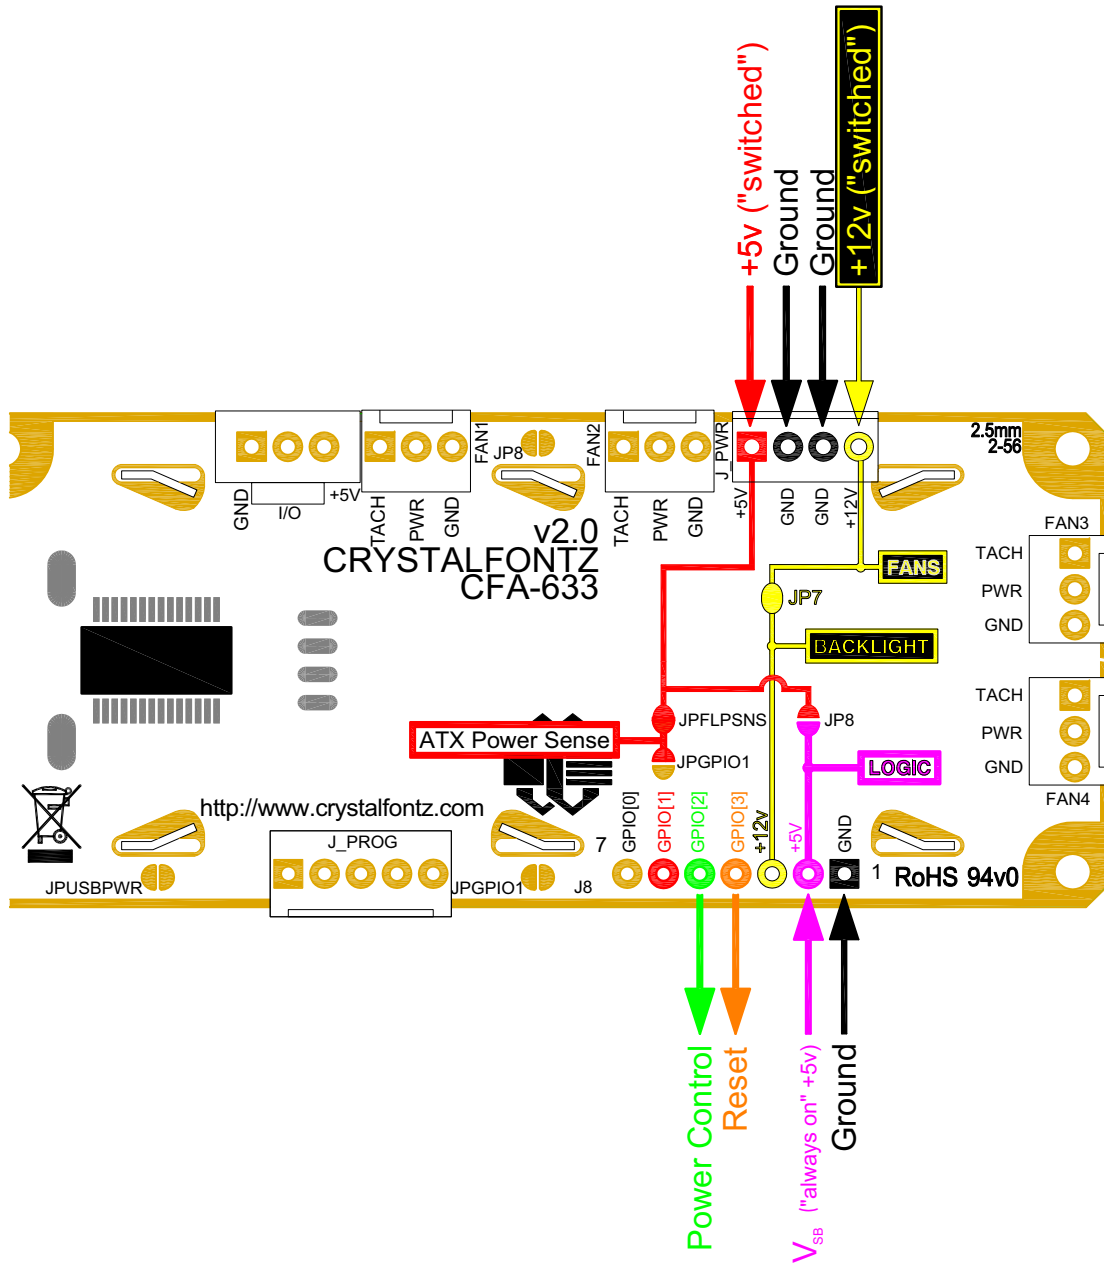 +5v ("switched")
Ground
Ground
+12v ("switched")
GND
I/O
+5V
TACH
PWR
GND
FAN1
JP8
FAN2
TACH
PWR
GND
J_PWR
+5V
GND
GND
+12V
2.5mm
2-56
v2.0
CRYSTALFONTZ
CFA-633
FANS
JP7
BACKLIGHT
FAN3
TACH
PWR
GND
TACH
PWR
GND
FAN4
JPFLPSNS
JP8
ATX Power Sense
JPGPIO1
LOGIC
http://www.crystalfontz.com
J_PROG
JPUSBPWR
JPGPIO1
J8
7
GPIO[0]
GPIO[1]
GPIO[2]
GPIO[3]
+12v
+5V
GND
1
RoHS 94v0
Power Control
Reset
VSB ("always on" +5v)
Ground